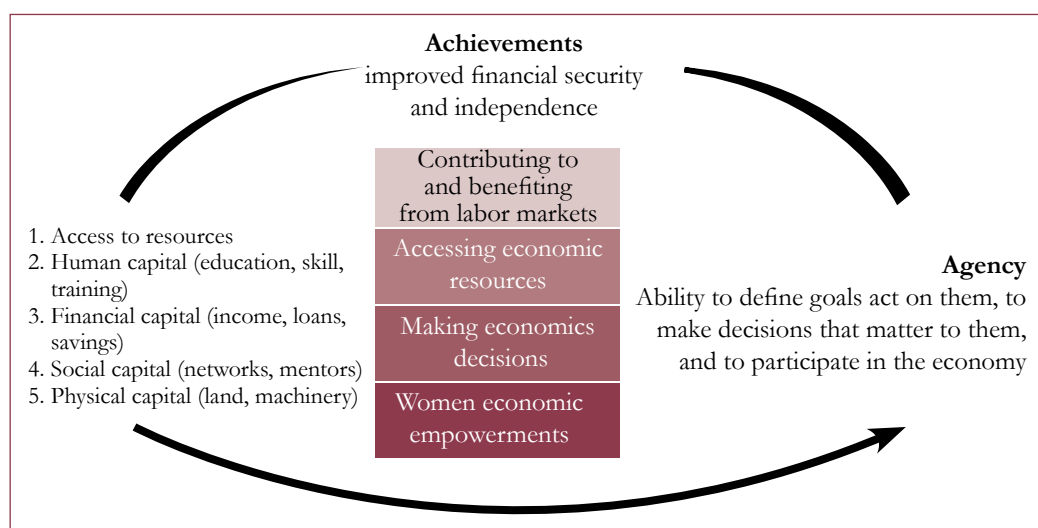 Achievements
improved financial security
and independence
Contributing to
and benefiting
from labor markets
Accessing economic
resources
Making economics
decisions
Women economic
empowerments
1. Access to resources
2. Human capital (education, skill,
training)
3. Financial capital (income, loans,
savings)
4. Social capital (networks, mentors)
5. Physical capital (land, machinery)
Agency
Ability to define goals act on them, to
make decisions that matter to them,
and to participate in the economy